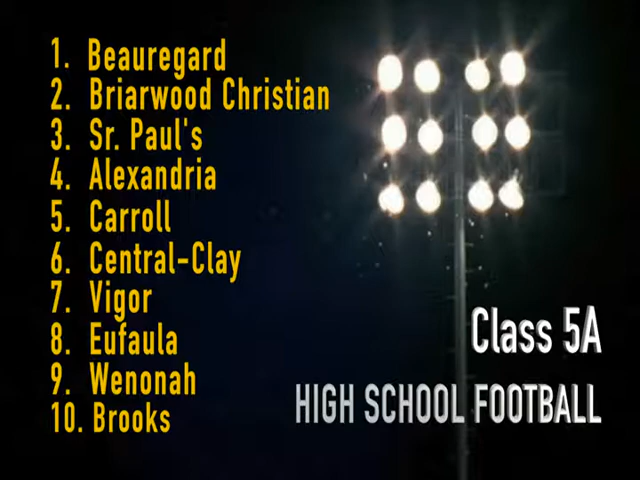 1. Beauregard
2. Briarwood Christian
3. Sr. Paul's
4. Alexandria
5. Carroll
6. Central-Clay
7. Vigor
8. Eufaula
9. Wenonah
10. Brooks
Class 5A
HIGH SCHOOL FOOTBALL